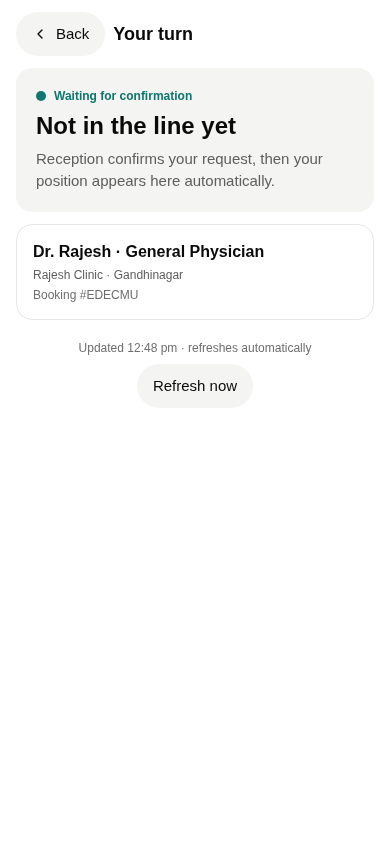 Back
Your turn
Waiting for confirmation
Not in the line yet
Reception confirms your request, then your
position appears here automatically.
Dr. Rajesh · General Physician
Rajesh Clinic · Gandhinagar
Booking #EDECMU
Updated 12:48 pm · refreshes automatically
Refresh now